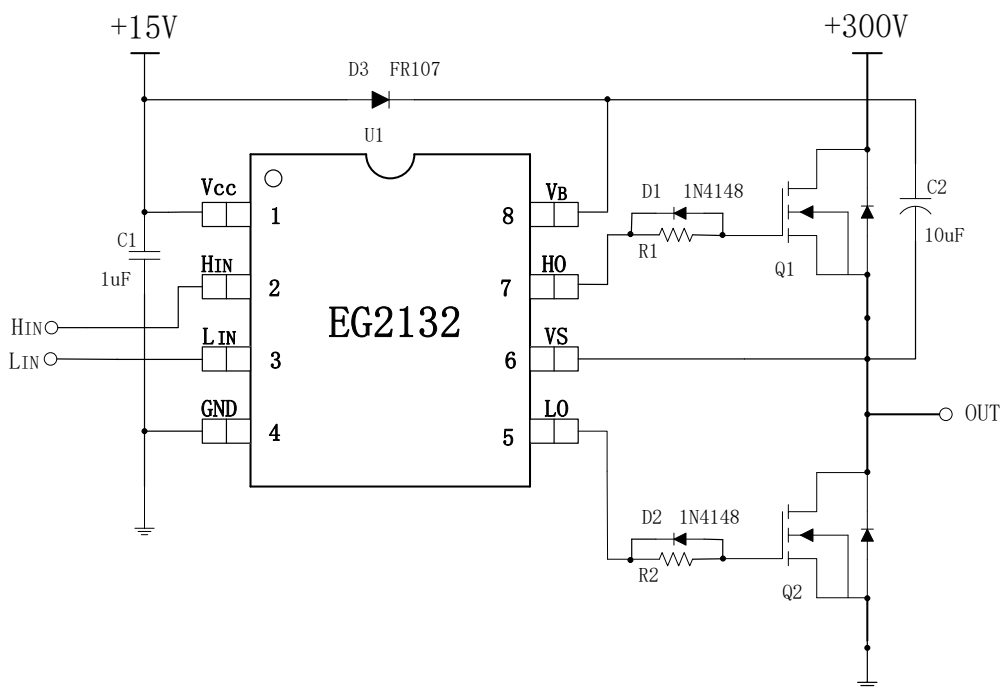 +15V
+300V
D3 FR107
U1
Vcc
1
VB
8
D1 1N4148
C2
10uF
C1
1uF
HIN
2
HO
7
R1
Q1
EG2132
HIN
LIN
LIN
3
VS
6
GND
4
LO
5
OUT
D2 1N4148
R2
Q2